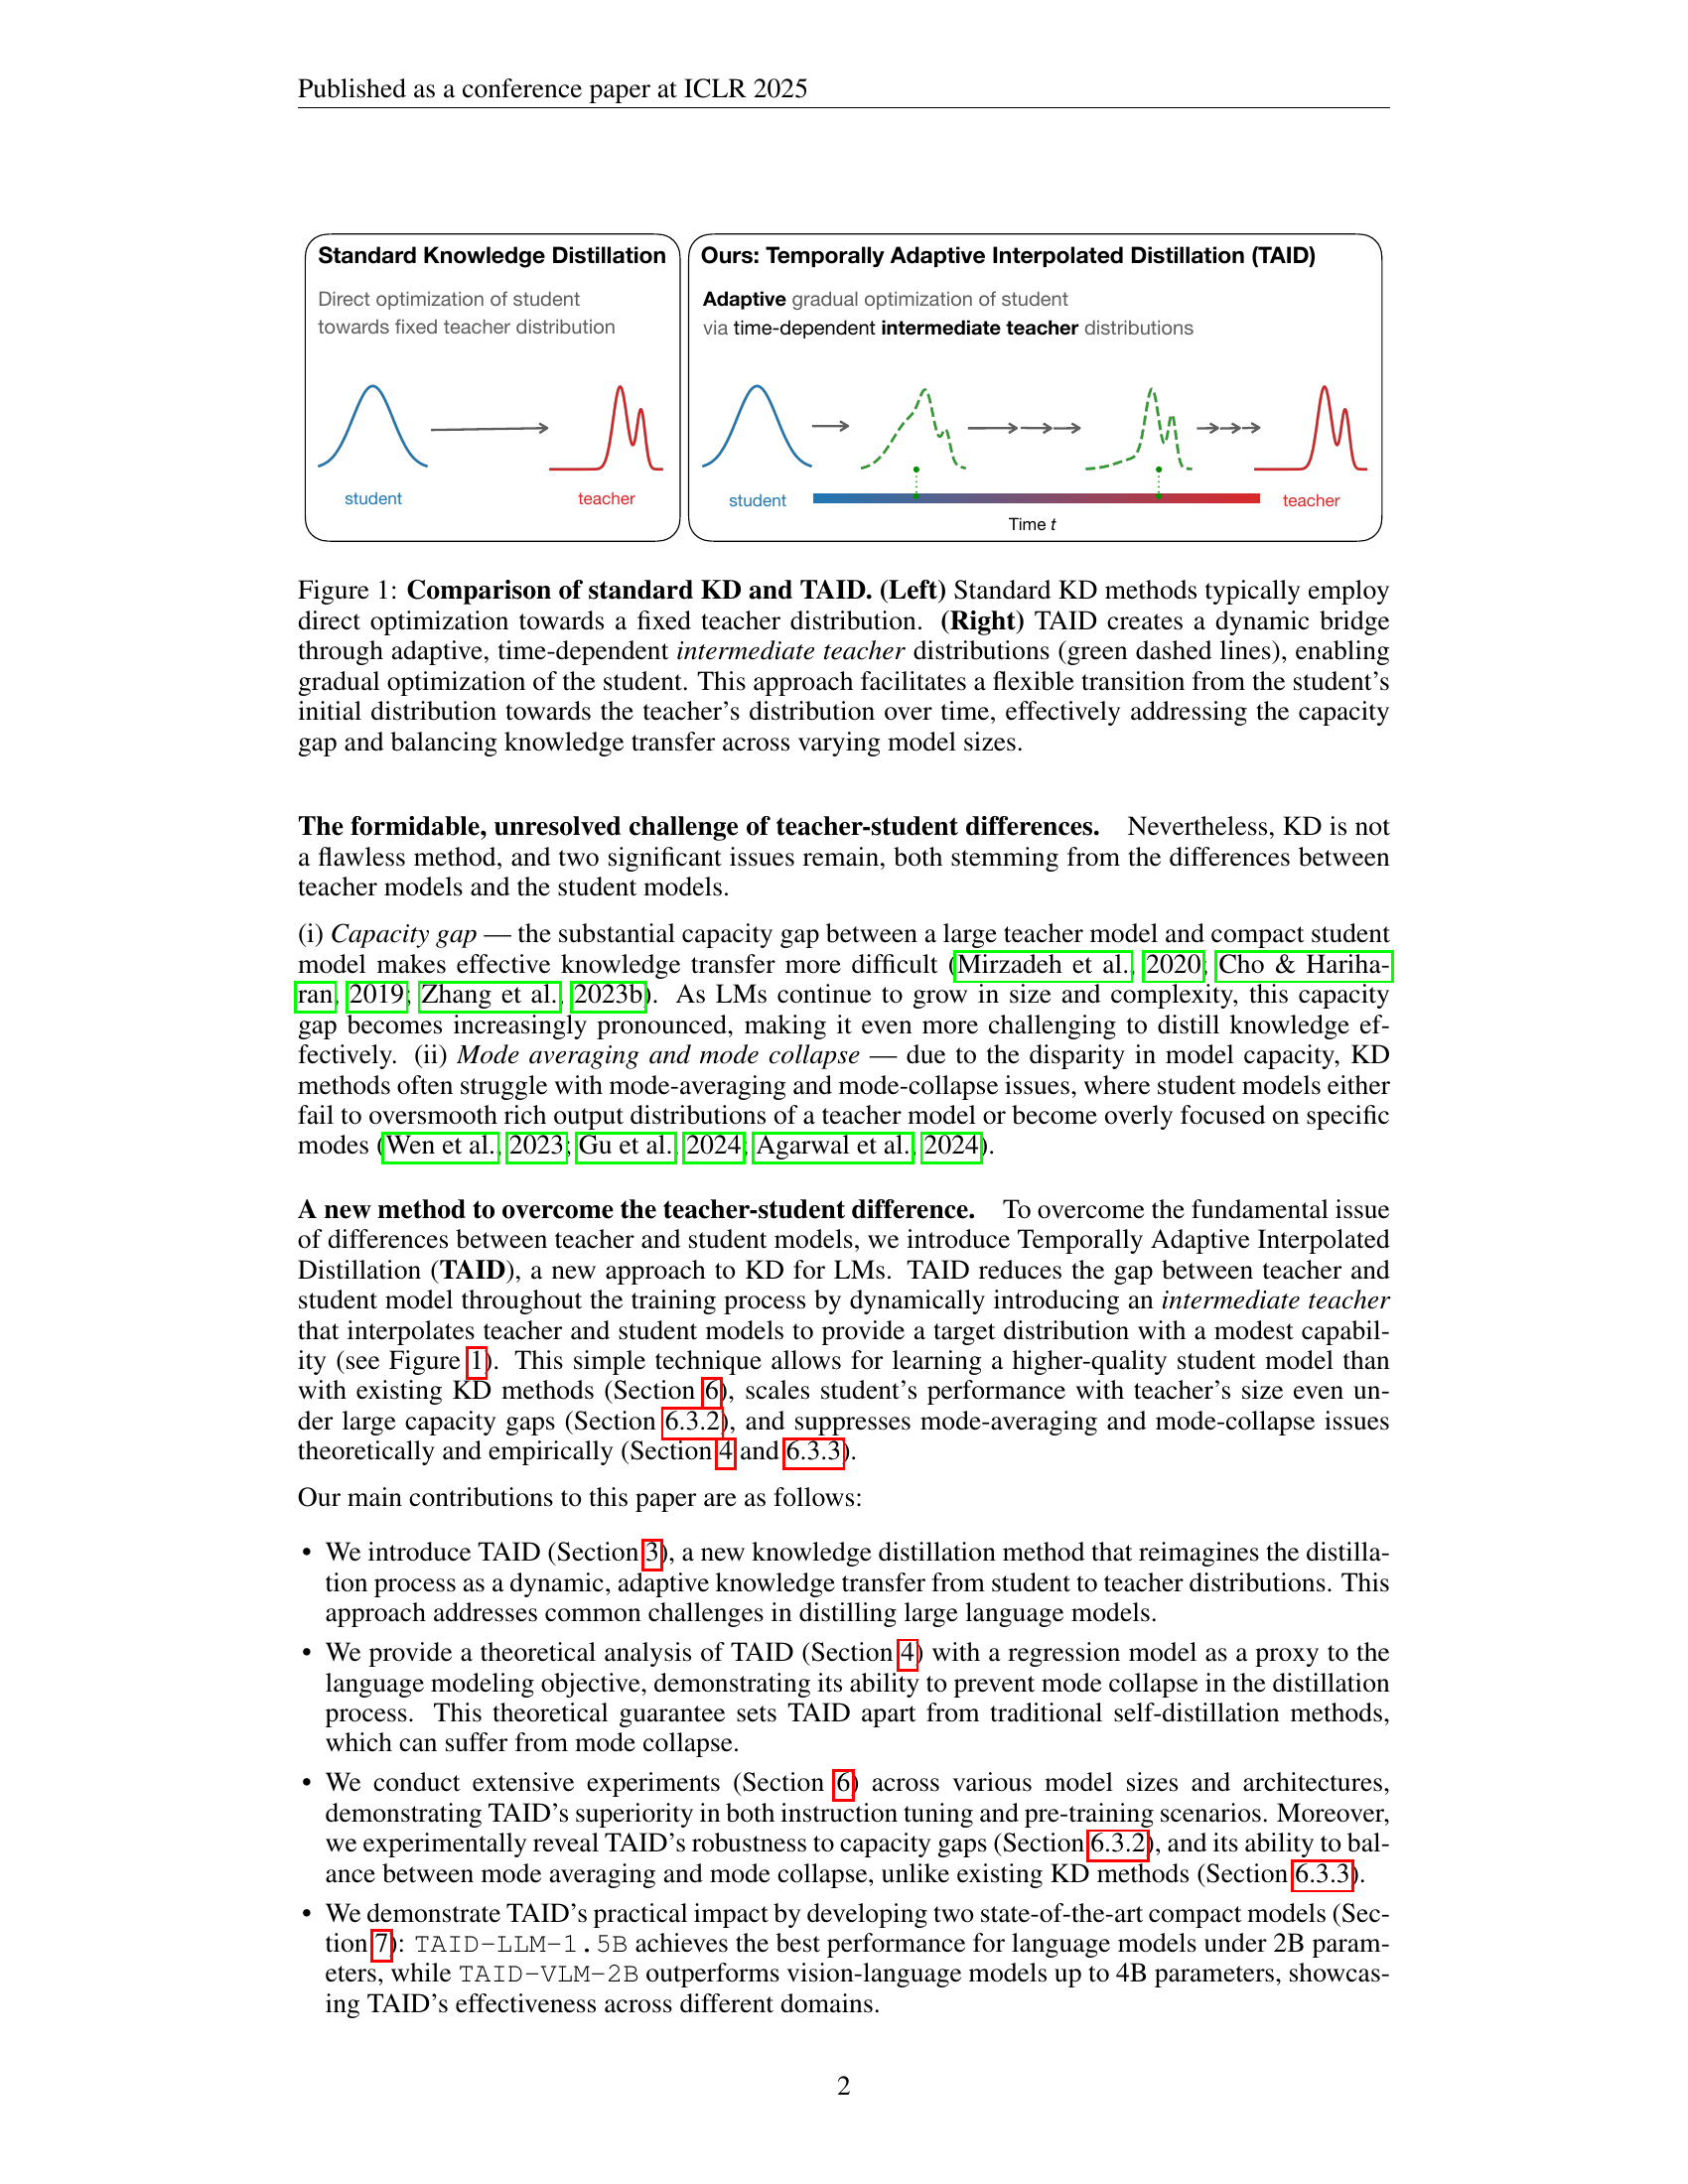 Published as a conference paper at ICLR 2025
Standard Knowledge Distillation
Direct optimization of student
towards fixed teacher distribution
student
teacher
Ours: Temporally Adaptive Interpolated Distillation (TAID)
Adaptive gradual optimization of student
via time-dependent intermediate teacher distributions
student
teacher
Time t
Figure 1: Comparison of standard KD and TAID. (Left) Standard KD methods typically employ
direct optimization towards a fixed teacher distribution. (Right) TAID creates a dynamic bridge
through adaptive, time-dependent intermediate teacher distributions (green dashed lines), enabling
gradual optimization of the student. This approach facilitates a flexible transition from the student's
initial distribution towards the teacher's distribution over time, effectively addressing the capacity
gap and balancing knowledge transfer across varying model sizes.
The formidable, unresolved challenge of teacher-student differences. Nevertheless, KD is not
a flawless method, and two significant issues remain, both stemming from the differences between
teacher models and the student models.
(i) Capacity gap — the substantial capacity gap between a large teacher model and compact student
model makes effective knowledge transfer more difficult (Mirzadeh et al., 2020; Cho & Hariha-
ran, 2019; Zhang et al., 2023b). As LMs continue to grow in size and complexity, this capacity
gap becomes increasingly pronounced, making it even more challenging to distill knowledge ef-
fectively. (ii) Mode averaging and mode collapse — due to the disparity in model capacity, KD
methods often struggle with mode-averaging and mode-collapse issues, where student models either
fail to oversmooth rich output distributions of a teacher model or become overly focused on specific
modes (Wen et al., 2023; Gu et al., 2024; Agarwal et al., 2024).
A new method to overcome the teacher-student difference. To overcome the fundamental issue
of differences between teacher and student models, we introduce Temporally Adaptive Interpolated
Distillation (TAID), a new approach to KD for LMs. TAID reduces the gap between teacher and
student model throughout the training process by dynamically introducing an intermediate teacher
that interpolates teacher and student models to provide a target distribution with a modest capabil-
ity (see Figure 1). This simple technique allows for learning a higher-quality student model than
with existing KD methods (Section 6), scales student's performance with teacher's size even un-
der large capacity gaps (Section 6.3.2), and suppresses mode-averaging and mode-collapse issues
theoretically and empirically (Section 4 and 6.3.3).
Our main contributions to this paper are as follows:
• We introduce TAID (Section 3), a new knowledge distillation method that reimagines the distilla-
tion process as a dynamic, adaptive knowledge transfer from student to teacher distributions. This
approach addresses common challenges in distilling large language models.
• We provide a theoretical analysis of TAID (Section 4) with a regression model as a proxy to the
language modeling objective, demonstrating its ability to prevent mode collapse in the distillation
process. This theoretical guarantee sets TAID apart from traditional self-distillation methods,
which can suffer from mode collapse.
• We conduct extensive experiments (Section 6) across various model sizes and architectures,
demonstrating TAID's superiority in both instruction tuning and pre-training scenarios. Moreover,
we experimentally reveal TAID's robustness to capacity gaps (Section 6.3.2), and its ability to bal-
ance between mode averaging and mode collapse, unlike existing KD methods (Section 6.3.3).
• We demonstrate TAID's practical impact by developing two state-of-the-art compact models (Sec-
tion 7): TAID-LLM-1.5B achieves the best performance for language models under 2B param-
eters, while TAID-VLM-2B outperforms vision-language models up to 4B parameters, showcas-
ing TAID's effectiveness across different domains.
2